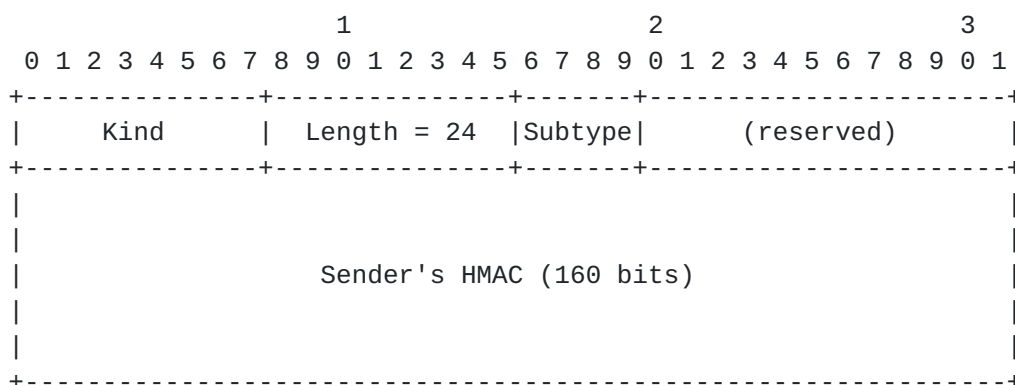 1 2 3
0 1 2 3 4 5 6 7 8 9 0 1 2 3 4 5 6 7 8 9 0 1 2 3 4 5 6 7 8 9 0 1
+---------------+---------------+-------+-----------------------+
| Kind | Length = 24 |Subtype| (reserved) |
+---------------+---------------+-------+-----------------------+
| |
| |
| Sender's HMAC (160 bits) |
| |
| |
+---------------------------------------------------------------+